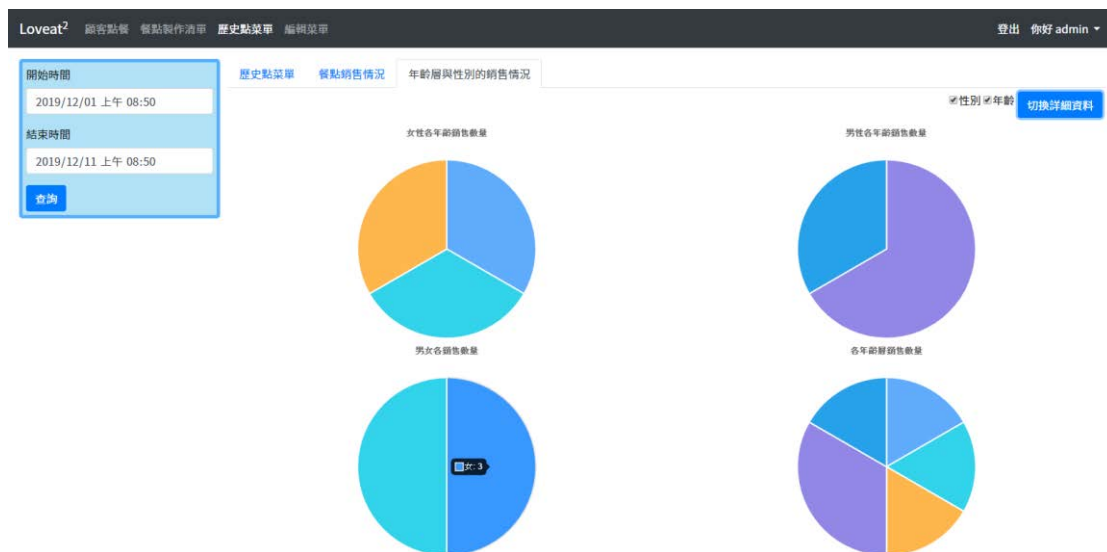 Loveat² 顧客點餐 餐點製作清單 歷史點菜單 編輯菜單 登出 你好 admin
開始時間
2019/12/01 上午 08:50
結束時間
2019/12/11 上午 08:50
查詢
歷史點菜單 餐點銷售情況 年齡層與性別的銷售情況
性別 年齡 切換詳細資料
女性各年齡銷售數量 男性各年齡銷售數量
男女各銷售數量 各年齡層銷售數量
女: 3